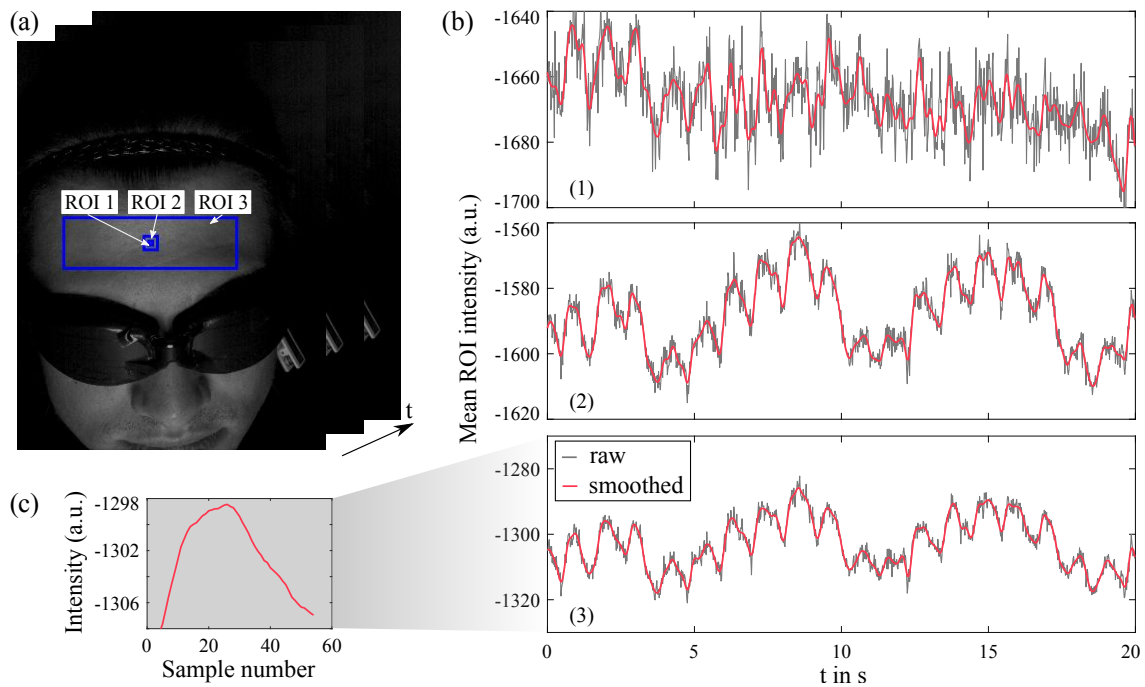 (a)
ROI 1
ROI 2
ROI 3
t
(b)
Mean ROI intensity (a.u.)
-1640
-1660
-1680
-1700
(1)
-1560
-1580
-1600
-1620
(2)
-1280
-1300
-1320
raw
smoothed
(3)
0
5
10
15
20
t in s
(c)
Intensity (a.u.)
-1298
-1302
-1306
0
20
40
60
Sample number